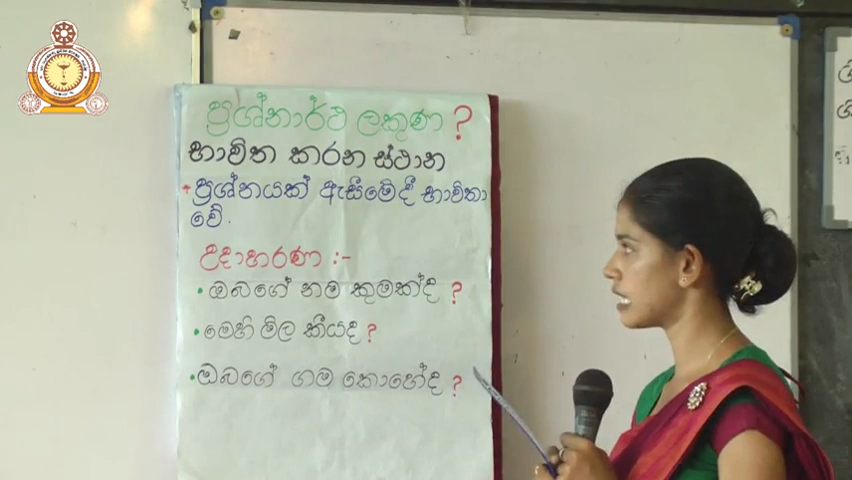 ප්‍රශ්නාර්ථ ලකුණ ?
භාවිත කරන ස්ථාන
ප්‍රශ්නයක් ඇසීමේදී භාවිතා
වේ.
උදාහරණ :-
• ඔබගේ නම කුමක්ද ?
• මෙහි මිල කීයද ?
• ඔබගේ ගම කොහේද ?